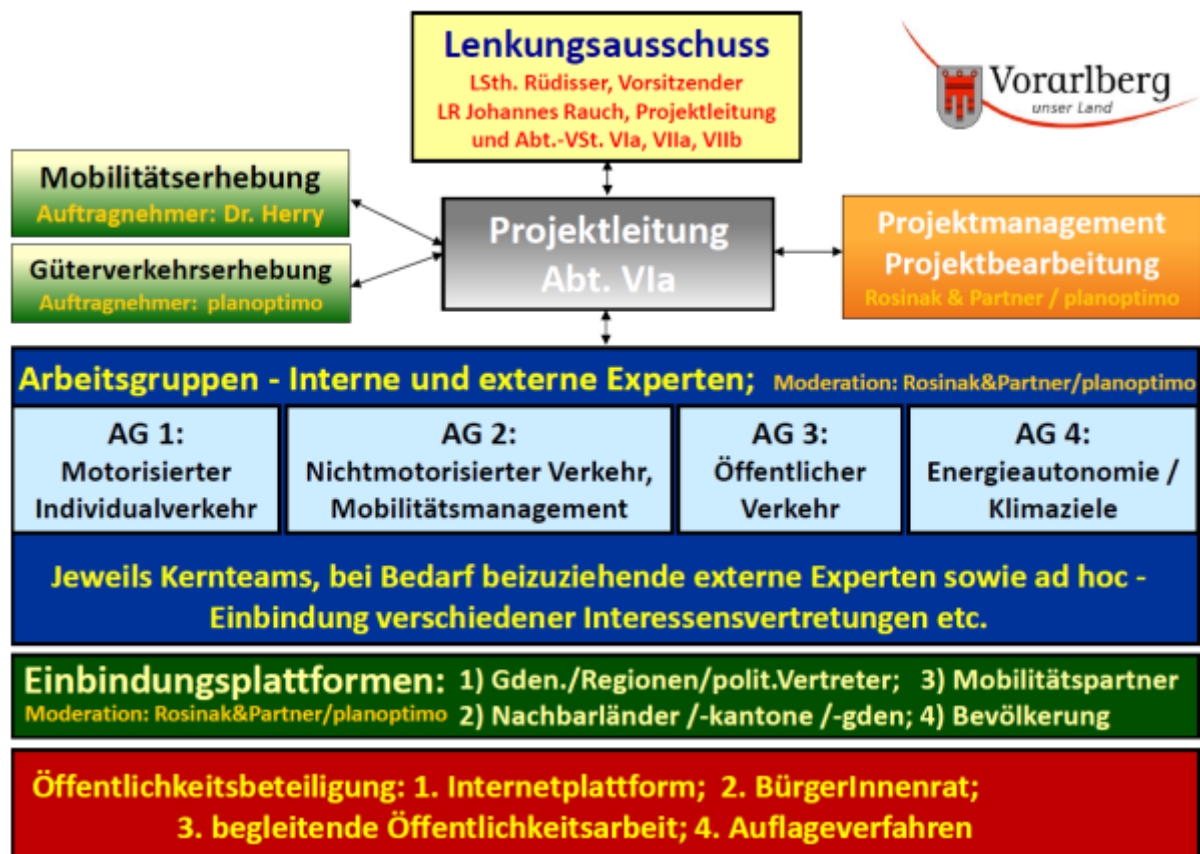 Lenkungsausschuss
LSth. Rüdisser, Vorsitzender
LR Johannes Rauch, Projektleitung
und Abt.-VSt. VIa, VIIa, VIIb
Vorarlberg
unser Land
Mobilitätserhebung
Auftragnehmer: Dr. Herry
Güterverkehrserhebung
Auftragnehmer: planoptimo
Projektleitung
Abt. VIa
Projektmanagement
Projektbearbeitung
Rosinak & Partner / planoptimo
Arbeitsgruppen - Interne und externe Experten; Moderation: Rosinak&Partner/planoptimo
AG 1:
Motorisierter
Individualverkehr
AG 2:
Nichtmotorisierter Verkehr,
Mobilitätsmanagement
AG 3:
Öffentlicher
Verkehr
AG 4:
Energieautonomie /
Klimaziele
Jeweils Kernteams, bei Bedarf beizuziehende externe Experten sowie ad hoc -
Einbindung verschiedener Interessensvertretungen etc.
Einbindungsplattformen: 1) Gden./Regionen/polit.Vertreter; 3) Mobilitätspartner
Moderation: Rosinak&Partner/planoptimo 2) Nachbarländer /-kantone /-gden; 4) Bevölkerung
Öffentlichkeitsbeteiligung: 1. Internetplattform; 2. BürgerInnenrat;
3. begleitende Öffentlichkeitsarbeit; 4. Auflageverfahren